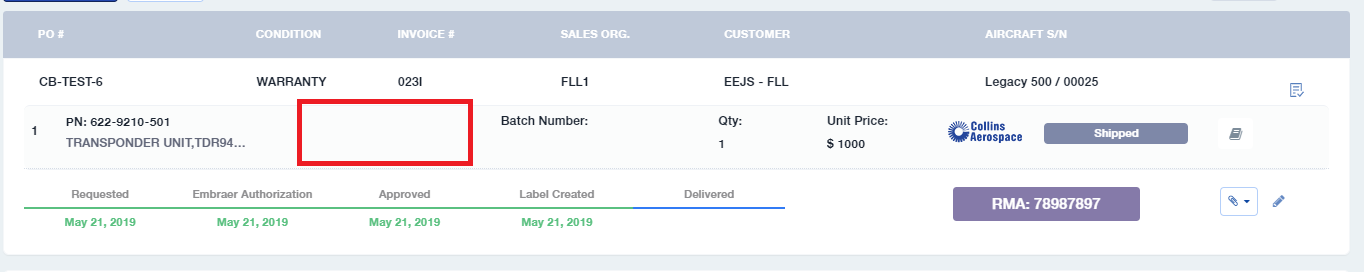 PO # CONDITION INVOICE # SALES ORG. CUSTOMER AIRCRAFT S/N
CB-TEST-6 WARRANTY 023I FLL1 EEJS - FLL Legacy 500 / 00025
1 PN: 622-9210-501 Batch Number: Qty: Unit Price: Collins Aerospace Shipped
TRANSPONDER UNIT,TDR94... 1 $ 1000
Requested Embraer Authorization Approved Label Created Delivered
May 21, 2019 May 21, 2019 May 21, 2019 May 21, 2019
RMA: 78987897